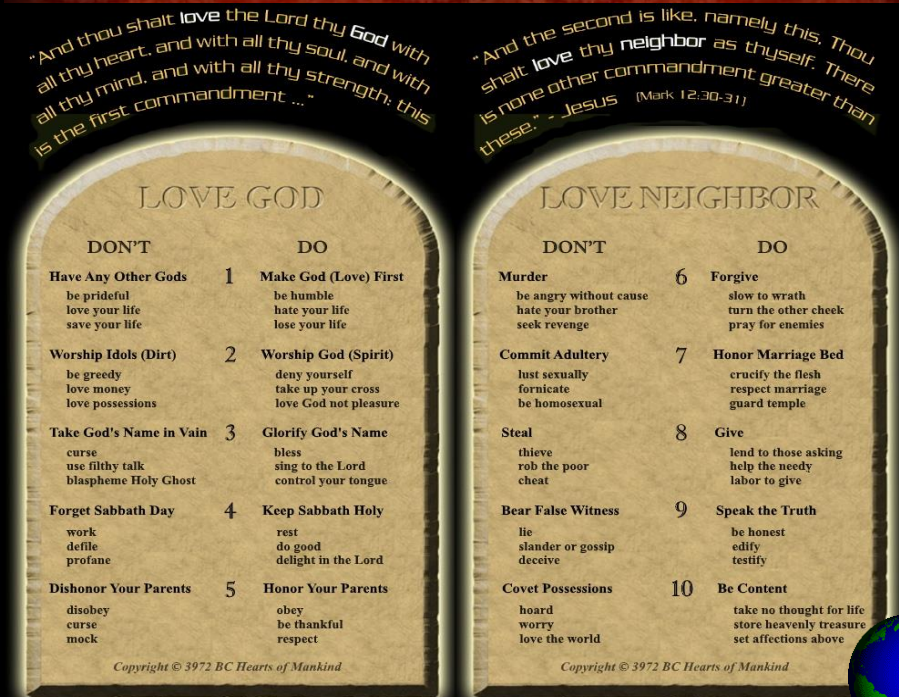 “And thou shalt love the Lord thy God with
all thy heart, and with all thy soul, and with
all thy mind, and with all thy strength: this
is the first commandment ...”
LOVE GOD
DON'T DO
Have Any Other Gods 1 Make God (Love) First
be prideful be humble
love your life hate your life
save your life lose your life
Worship Idols (Dirt) 2 Worship God (Spirit)
be greedy deny yourself
love money take up your cross
love possessions love God not pleasure
Take God's Name in Vain 3 Glorify God's Name
curse bless
use filthy talk sing to the Lord
blaspheme Holy Ghost control your tongue
Forget Sabbath Day 4 Keep Sabbath Holy
work rest
defile do good
profane delight in the Lord
Dishonor Your Parents 5 Honor Your Parents
disobey obey
curse be thankful
mock respect
Copyright © 3972 BC Hearts of Mankind
“And the second is like, namely this, Thou
shalt love thy neighbor as thyself. There
is none other commandment greater than
these.” - Jesus [Mark 12:30-31]
LOVE NEIGHBOR
DON'T DO
Murder 6 Forgive
be angry without cause slow to wrath
hate your brother turn the other cheek
seek revenge pray for enemies
Commit Adultery 7 Honor Marriage Bed
lust sexually crucify the flesh
fornicate respect marriage
be homosexual guard temple
Steal 8 Give
thieve lend to those asking
rob the poor help the needy
cheat labor to give
Bear False Witness 9 Speak the Truth
lie be honest
slander or gossip edify
deceive testify
Covet Possessions 10 Be Content
hoard take no thought for life
worry store heavenly treasure
love the world set affections above
Copyright © 3972 BC Hearts of Mankind